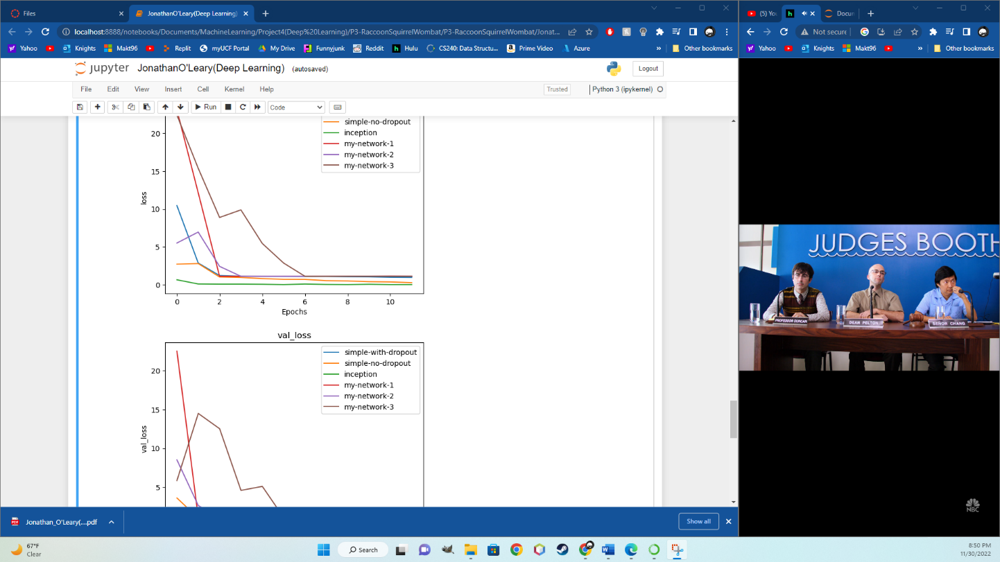 Files
JonathanO'Leary(Deep Learning)
(5) You
Docum
localhost:8888/notebooks/Documents/MachineLearning/Project4(Deep%20Learning)/P3-RaccoonSquirrelWombat/P3-RaccoonSquirrelWombat/Jonat...
Not secure
Yahoo
Knights
Makt96
Replit
myUCF Portal
My Drive
Funnyjunk
Reddit
Hulu
CS240: Data Structu...
Prime Video
Azure
»
Other bookmarks
Yahoo
Knights
Makt96
»
Other bookmarks
jupyter JonathanO'Leary(Deep Learning) (autosaved)
Logout
File Edit View Insert Cell Kernel Help
Trusted
Python 3 (ipykernel)
Run
Code
simple-no-dropout
inception
my-network-1
my-network-2
my-network-3
20
15
10
5
0
loss
0 2 4 6 8 10
Epochs
val_loss
simple-with-dropout
simple-no-dropout
inception
my-network-1
my-network-2
my-network-3
20
15
10
5
val_loss
JUDGES BOOTH
PROFESSOR DUNCAN
DEAN PELTON
SEÑOR CHANG
NBC
PDF
Jonathan_O'Leary(....pdf
Show all
67°F
Clear
Search
8:50 PM
11/30/2022